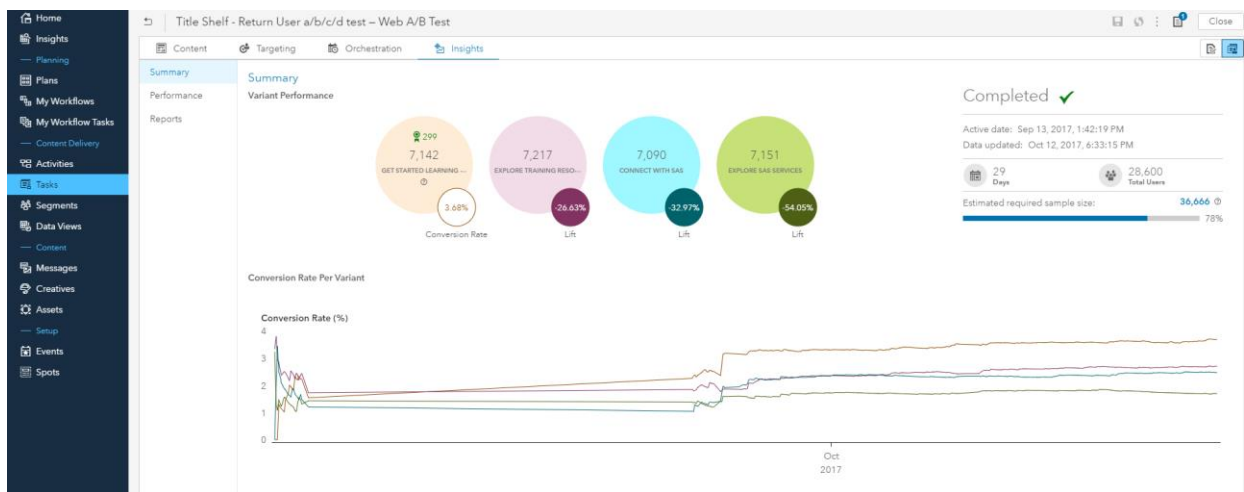 Home
Insights
Planning
Plans
My Workflows
My Workflow Tasks
Content Delivery
Activities
Tasks
Segments
Data Views
Content
Messages
Creatives
Assets
Setup
Events
Spots
Title Shelf - Return User a/b/c/d test – Web A/B Test
1
Close
Content
Targeting
Orchestration
Insights
Summary
Performance
Reports
Summary
Variant Performance
299
7,142
GET STARTED LEARNING ...
3.68%
Conversion Rate
7,217
EXPLORE TRAINING RESO...
-26.63%
Lift
7,090
CONNECT WITH SAS
-32.97%
Lift
7,151
EXPLORE SAS SERVICES
-54.05%
Lift
Completed
Active date: Sep 13, 2017, 1:42:19 PM
Data updated: Oct 12, 2017, 6:33:15 PM
29
Days
28,600
Total Users
Estimated required sample size: 36,666
78%
Conversion Rate Per Variant
Conversion Rate (%)
4
3
2
1
0
Oct
2017